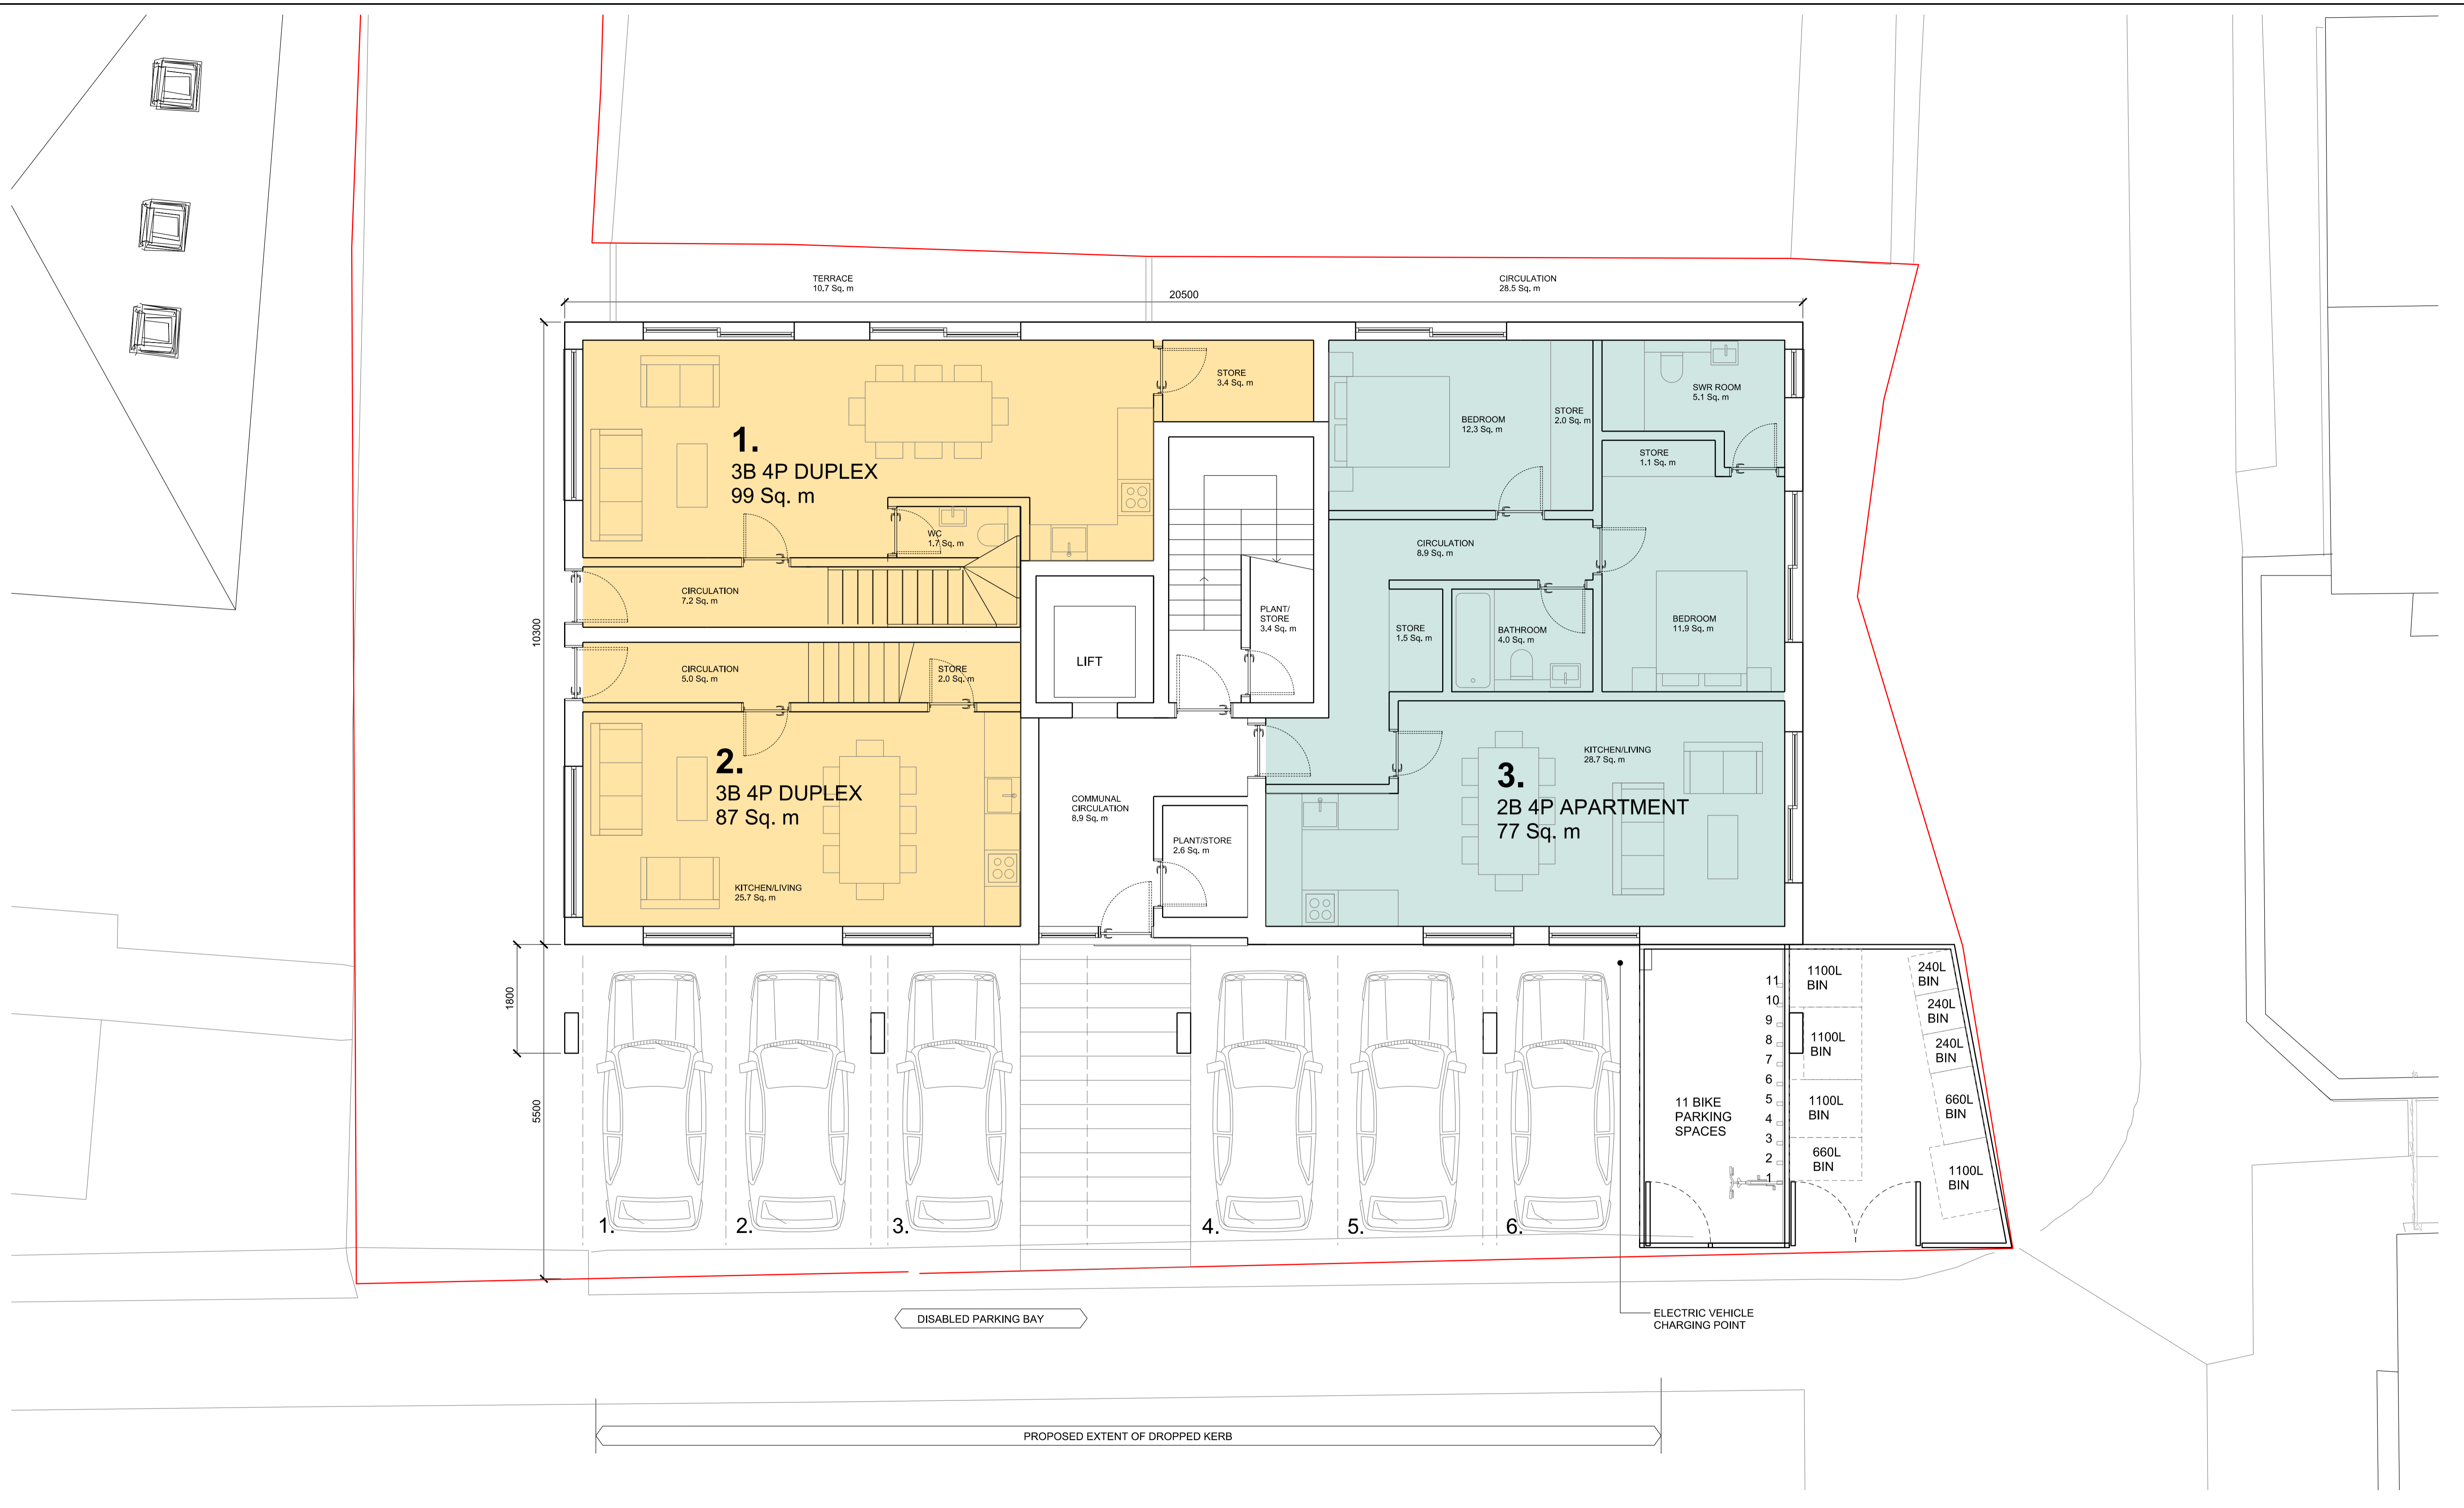 TERRACE
10.7 Sq. m
CIRCULATION
28.5 Sq. m
20500
10300
1800
5500
1.
3B 4P DUPLEX
99 Sq. m
STORE
3.4 Sq. m
WC
1.7 Sq. m
CIRCULATION
7.2 Sq. m
CIRCULATION
5.0 Sq. m
STORE
2.0 Sq. m
2.
3B 4P DUPLEX
87 Sq. m
KITCHEN/LIVING
25.7 Sq. m
LIFT
PLANT/
STORE
3.4 Sq. m
COMMUNAL
CIRCULATION
8.9 Sq. m
PLANT/STORE
2.6 Sq. m
BEDROOM
12.3 Sq. m
STORE
2.0 Sq. m
SWR ROOM
5.1 Sq. m
STORE
1.1 Sq. m
CIRCULATION
8.9 Sq. m
STORE
1.5 Sq. m
BATHROOM
4.0 Sq. m
BEDROOM
11.9 Sq. m
KITCHEN/LIVING
28.7 Sq. m
3.
2B 4P APARTMENT
77 Sq. m
1.
2.
3.
4.
5.
6.
11 BIKE
PARKING
SPACES
11
10
9
8
7
6
5
4
3
2
1
1100L
BIN
1100L
BIN
1100L
BIN
660L
BIN
240L
BIN
240L
BIN
240L
BIN
660L
BIN
1100L
BIN
DISABLED PARKING BAY
ELECTRIC VEHICLE
CHARGING POINT
PROPOSED EXTENT OF DROPPED KERB